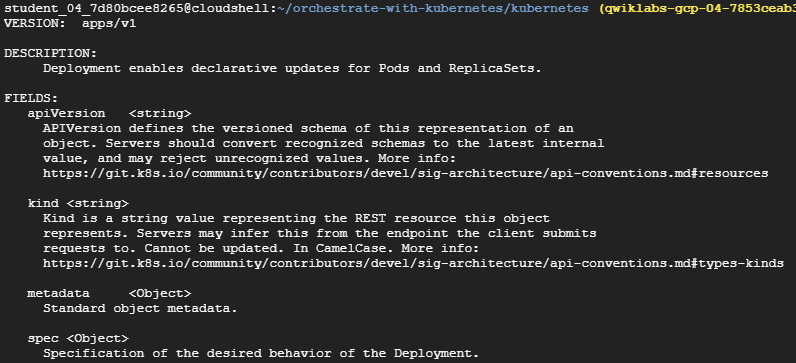 student_04_7d80bcee8265@cloudshell:~/orchestrate-with-kubernetes/kubernetes (qwiklabs-gcp-04-7853ceab3
VERSION:  apps/v1
DESCRIPTION:
Deployment enables declarative updates for Pods and ReplicaSets.
FIELDS:
apiVersion   <string>
APIVersion defines the versioned schema of this representation of an
object. Servers should convert recognized schemas to the latest internal
value, and may reject unrecognized values. More info:
https://git.k8s.io/community/contributors/devel/sig-architecture/api-conventions.md#resources
kind <string>
Kind is a string value representing the REST resource this object
represents. Servers may infer this from the endpoint the client submits
requests to. Cannot be updated. In CamelCase. More info:
https://git.k8s.io/community/contributors/devel/sig-architecture/api-conventions.md#types-kinds
metadata     <Object>
Standard object metadata.
spec <Object>
Specification of the desired behavior of the Deployment.